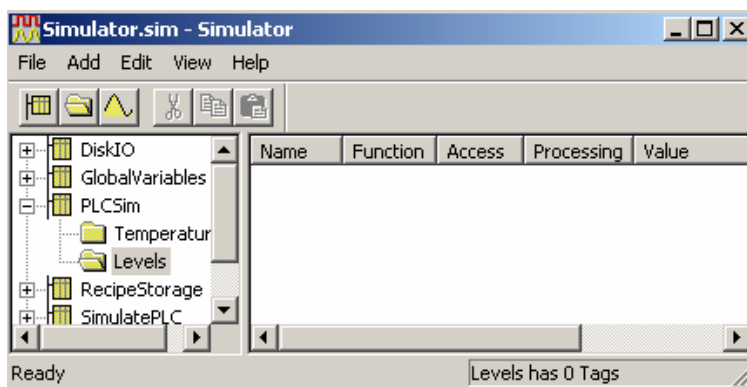 Simulator.sim - Simulator
File Add Edit View Help
Name Function Access Processing Value
DiskIO
GlobalVariables
PLCSim
Temperatur
Levels
RecipeStorage
SimulatePLC
Ready
Levels has 0 Tags